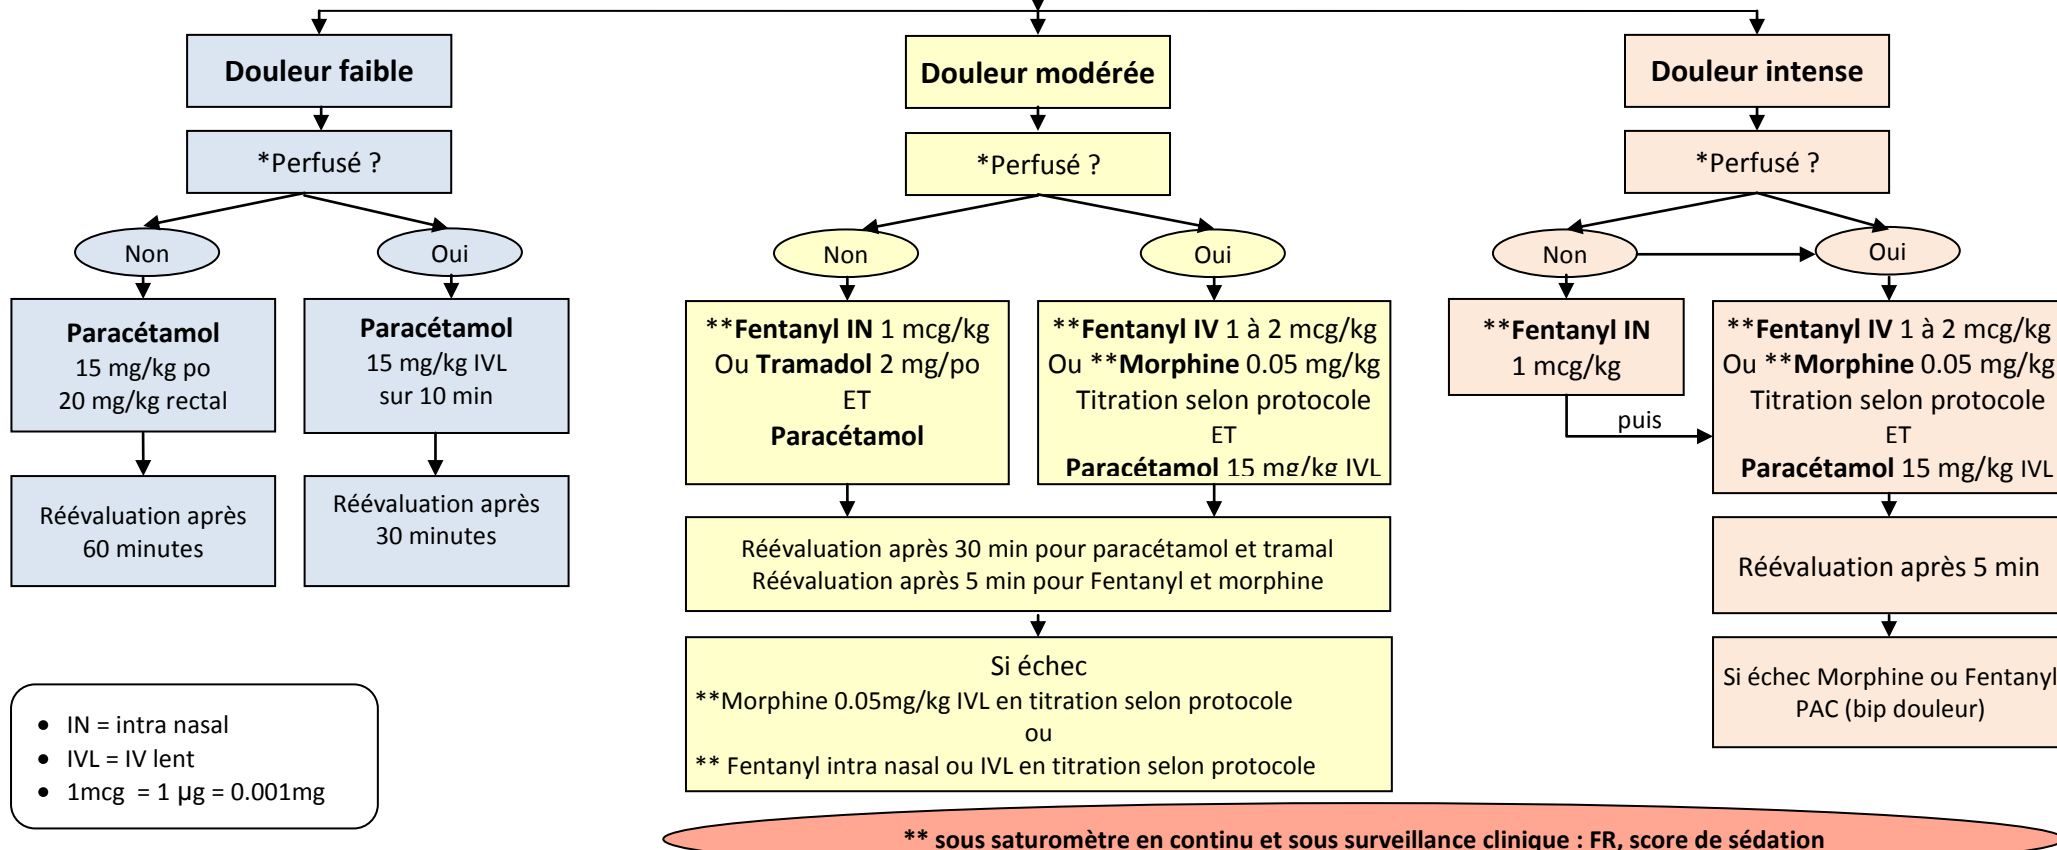 Douleur faible
*Perfusé ?
Non
Oui
Paracétamol
15 mg/kg po
20 mg/kg rectal
Paracétamol
15 mg/kg IVL
sur 10 min
Réévaluation après
60 minutes
Réévaluation après
30 minutes
Douleur modérée
*Perfusé ?
Non
Oui
**Fentanyl IN 1 mcg/kg
Ou Tramadol 2 mg/po
ET
Paracétamol
**Fentanyl IV 1 à 2 mcg/kg
Ou **Morphine 0.05 mg/kg
Titration selon protocole
ET
Paracétamol 15 mg/kg IVL
Réévaluation après 30 min pour paracétamol et tramal
Réévaluation après 5 min pour Fentanyl et morphine
Si échec
**Morphine 0.05mg/kg IVL en titration selon protocole
ou
** Fentanyl intra nasal ou IVL en titration selon protocole
Douleur intense
*Perfusé ?
Non
Oui
**Fentanyl IN
1 mcg/kg
puis
**Fentanyl IV 1 à 2 mcg/kg
Ou **Morphine 0.05 mg/kg
Titration selon protocole
ET
Paracétamol 15 mg/kg IVL
Réévaluation après 5 min
Si échec Morphine ou Fentanyl
PAC (bip douleur)
• IN = intra nasal
• IVL = IV lent
• 1mcg = 1 µg = 0.001mg
** sous saturomètre en continu et sous surveillance clinique : FR, score de sédation